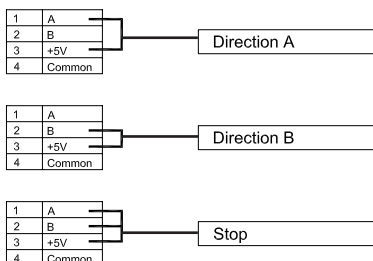 1 A
2 B
3 +5V
4 Common
Direction A
1 A
2 B
3 +5V
4 Common
Direction B
1 A
2 B
3 +5V
4 Common
Stop